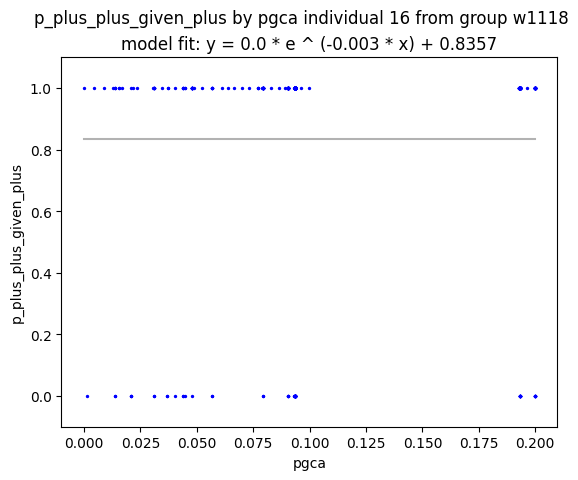 p_plus_plus_given_plus by pgca individual 16 from group w1118
model fit: y = 0.0 * e ^ (-0.003 * x) + 0.8357
1.0
0.8
0.6
0.4
0.2
0.0
p_plus_plus_given_plus
0.000 0.025 0.050 0.075 0.100 0.125 0.150 0.175 0.200
pgca